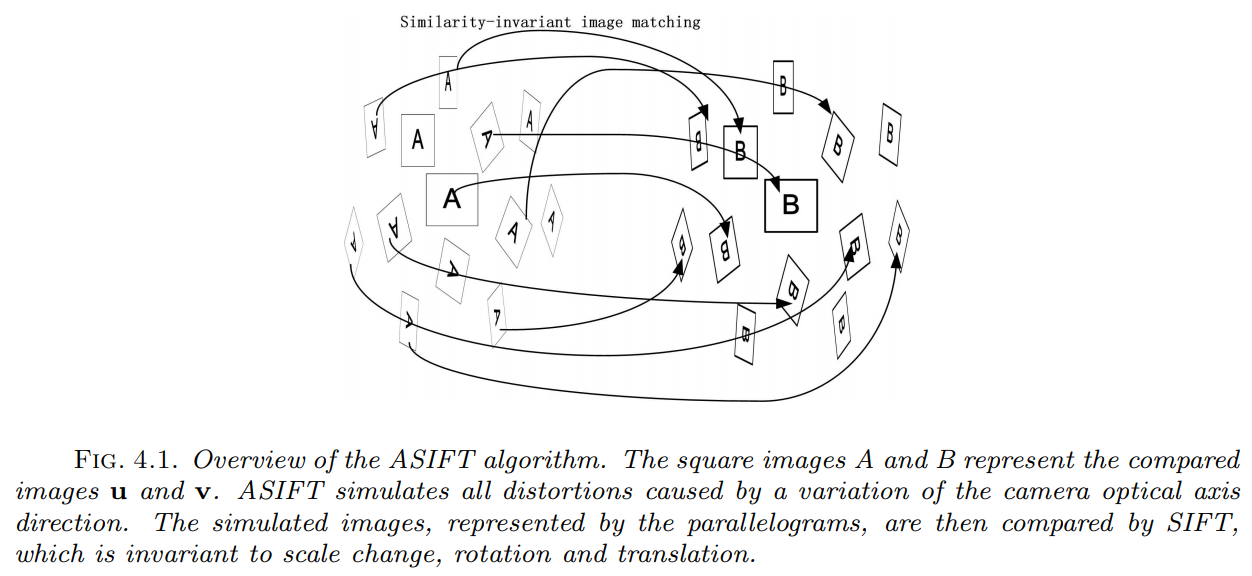 Similarity-invariant image matching
A
B
A
A
A
A
B
B
B
B
A
B
A
A
A
A
B
B
B
B
A
B
A
A
B
B
FIG. 4.1. Overview of the ASIFT algorithm. The square images A and B represent the compared
images u and v. ASIFT simulates all distortions caused by a variation of the camera optical axis
direction. The simulated images, represented by the parallelograms, are then compared by SIFT,
which is invariant to scale change, rotation and translation.